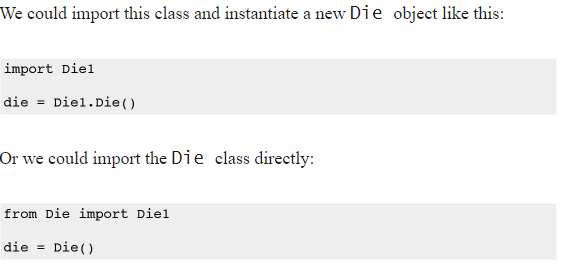 We could import this class and instantiate a new Die object like this:
import Die1
die = Die1.Die()
Or we could import the Die class directly:
from Die import Die1
die = Die()